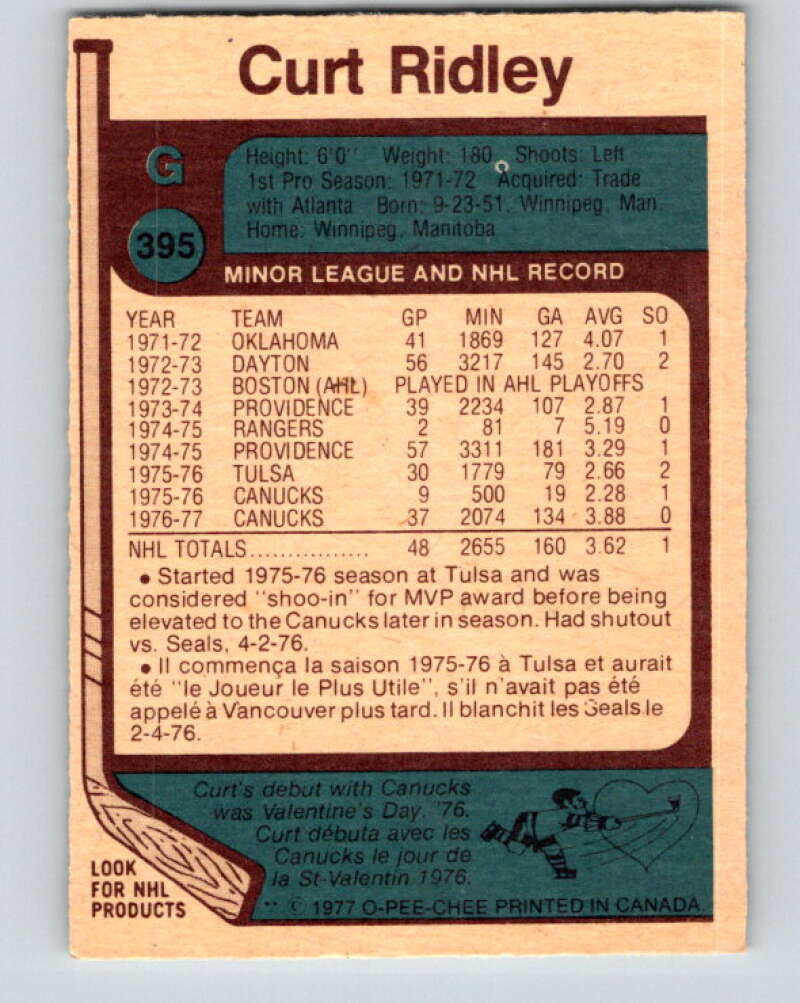 Curt Ridley
G
395
Height: 6'0" Weight: 180 Shoots: Left
1st Pro Season: 1971-72 Acquired: Trade
with Atlanta Born: 9-23-51, Winnipeg, Man.
Home: Winnipeg, Manitoba
MINOR LEAGUE AND NHL RECORD
YEAR TEAM GP MIN GA AVG SO
1971-72 OKLAHOMA 41 1869 127 4.07 1
1972-73 DAYTON 56 3217 145 2.70 2
1972-73 BOSTON (AHL) PLAYED IN AHL PLAYOFFS
1973-74 PROVIDENCE 39 2234 107 2.87 1
1974-75 RANGERS 2 81 7 5.19 0
1974-75 PROVIDENCE 57 3311 181 3.29 1
1975-76 TULSA 30 1779 79 2.66 2
1975-76 CANUCKS 9 500 19 2.28 1
1976-77 CANUCKS 37 2074 134 3.88 0
NHL TOTALS................ 48 2655 160 3.62 1
• Started 1975-76 season at Tulsa and was
considered "shoo-in" for MVP award before being
elevated to the Canucks later in season. Had shutout
vs. Seals, 4-2-76.
• Il commença la saison 1975-76 à Tulsa et aurait
été "le Joueur le Plus Utile", s'il n'avait pas été
appelé à Vancouver plus tard. Il blanchit les Seals le
2-4-76.
Curt's debut with Canucks
was Valentine's Day, '76.
Curt débuta avec les
Canucks le jour de
la St-Valentin 1976.
LOOK
FOR NHL
PRODUCTS
** © 1977 O-PEE-CHEE PRINTED IN CANADA.